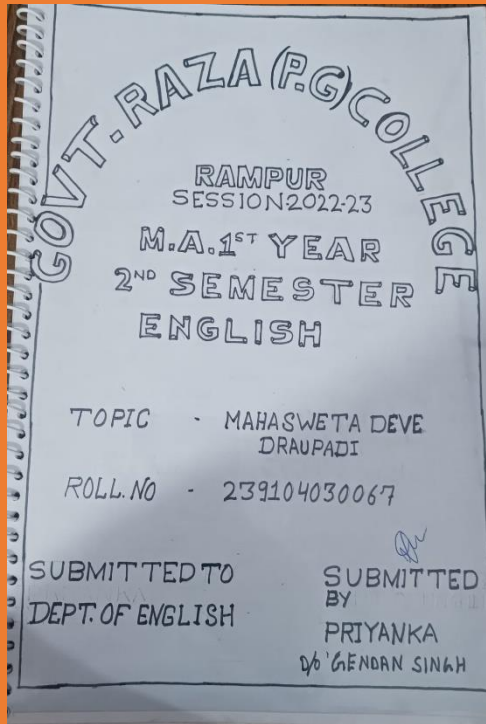 GOVT. RAZA (P.G) COLLEGE
RAMPUR
SESSION 2022-23
M.A. 1ST YEAR
2ND SEMESTER
ENGLISH
TOPIC - MAHASWETA DEVE
DRAUPADI
ROLL.NO - 239104030067
SUBMITTED TO
DEPT. OF ENGLISH
SUBMITTED
BY
PRIYANKA
D/O 'GENDAN SINGH